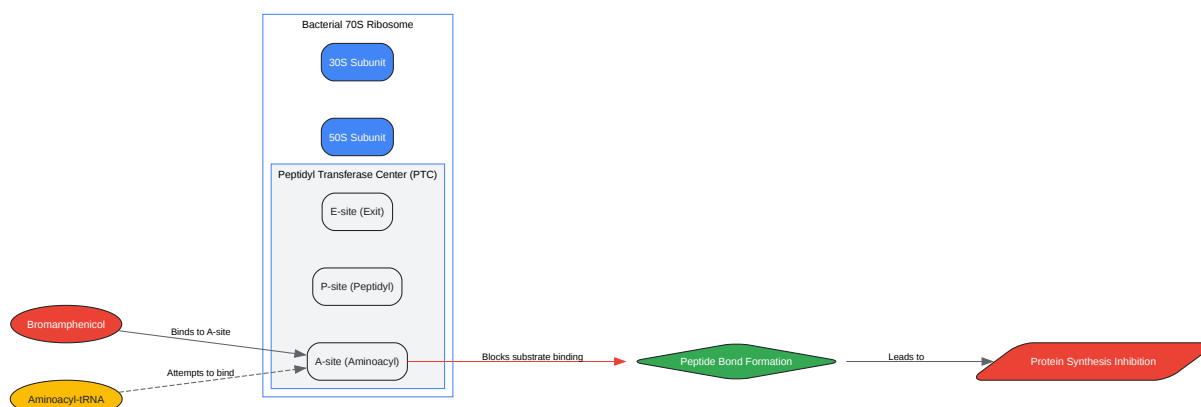 Bacterial 70S Ribosome
30S Subunit
50S Subunit
Peptidyl Transferase Center (PTC)
E-site (Exit)
P-site (Peptidyl)
Bromamphenicol
Binds to A-site
A-site (Aminoacyl)
Blocks substrate binding
Peptide Bond Formation
Leads to
Protein Synthesis Inhibition
Attempts to bind
Aminoacyl-tRNA